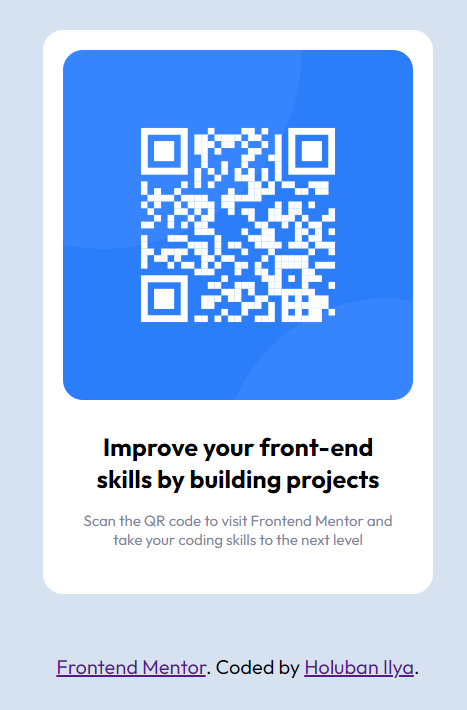 Improve your front-end
skills by building projects
Scan the QR code to visit Frontend Mentor and
take your coding skills to the next level
Frontend Mentor. Coded by Holuban Ilya.